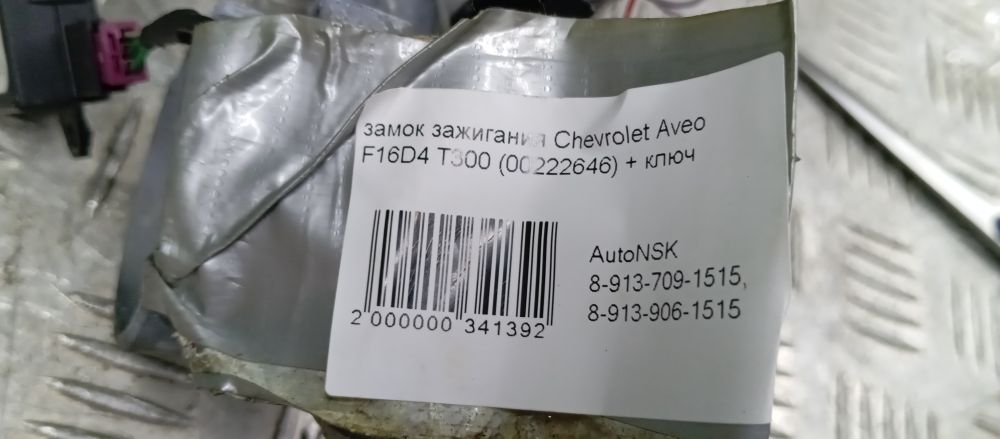 замок зажигания Chevrolet Aveo
F16D4 T300 (00222646) + ключ
AutoNSK
8-913-709-1515,
8-913-906-1515
2 000000 341392